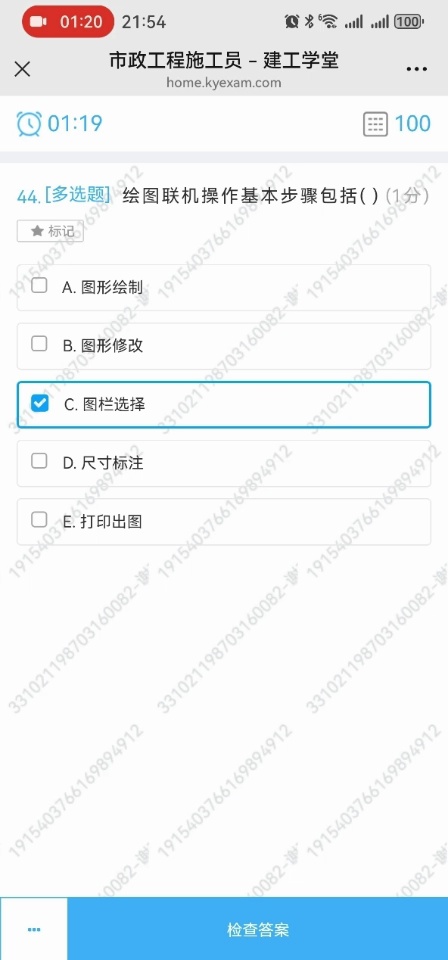 01:20 21:54 100
市政工程施工员 – 建工学堂
home.kyexam.com
01:19 100
44. [多选题] 绘图联机操作基本步骤包括( ) (1分)
标记
A. 图形绘制
B. 图形修改
C. 图栏选择
D. 尺寸标注
E. 打印出图
检查答案